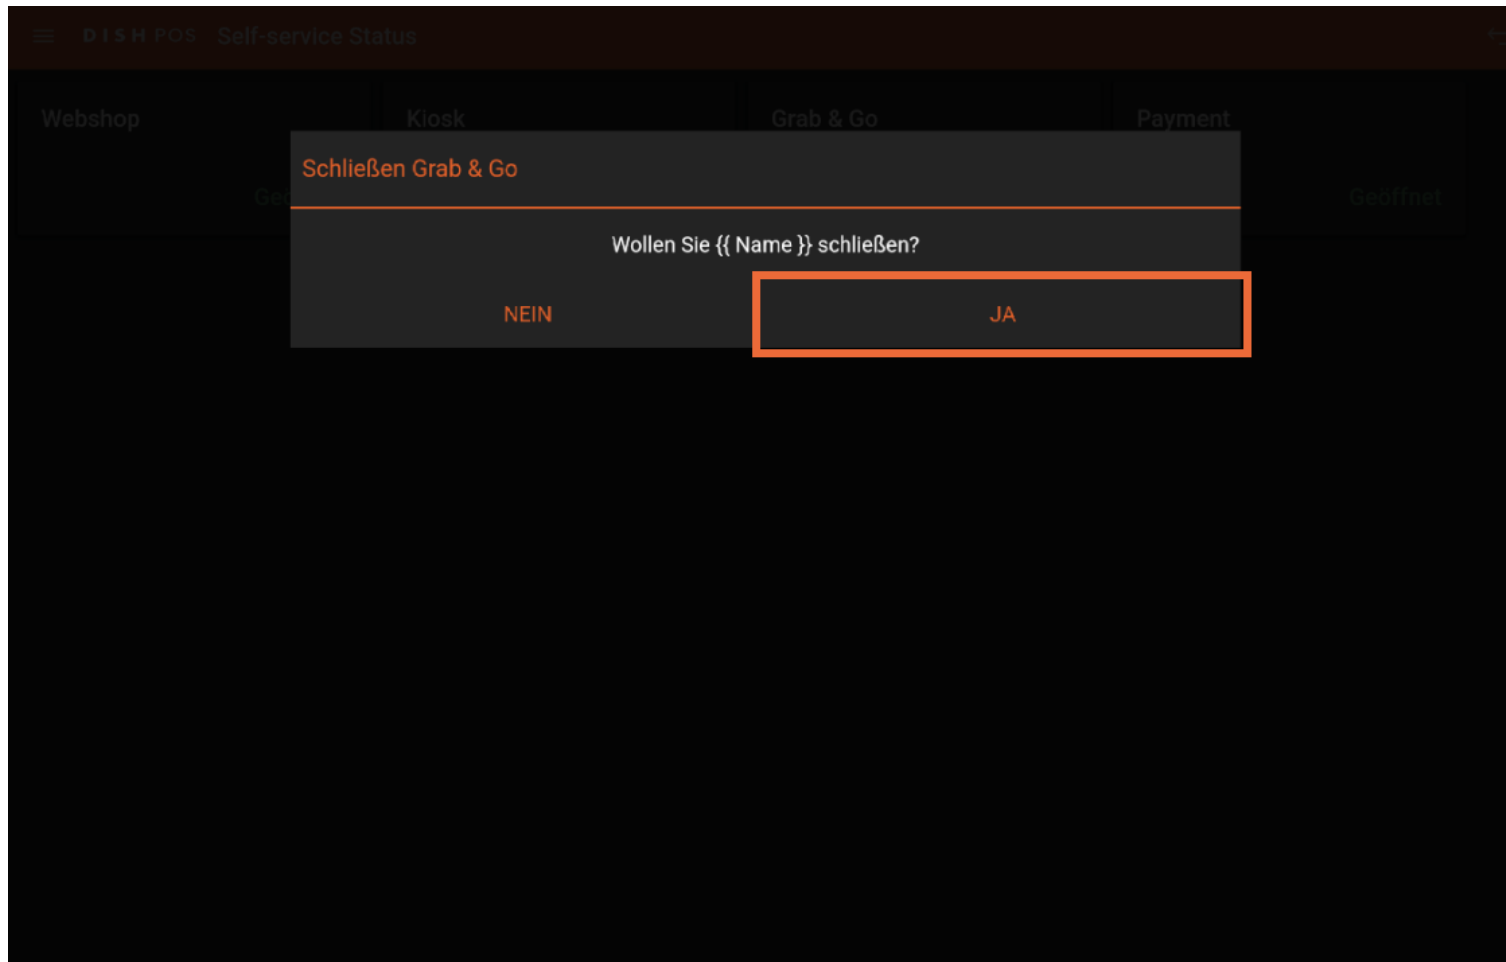 DISH POS Self-service Status
Webshop
Kiosk
Grab & Go
Payment
Geöffnet
Schließen Grab & Go
Wollen Sie {{ Name }} schließen?
NEIN
JA